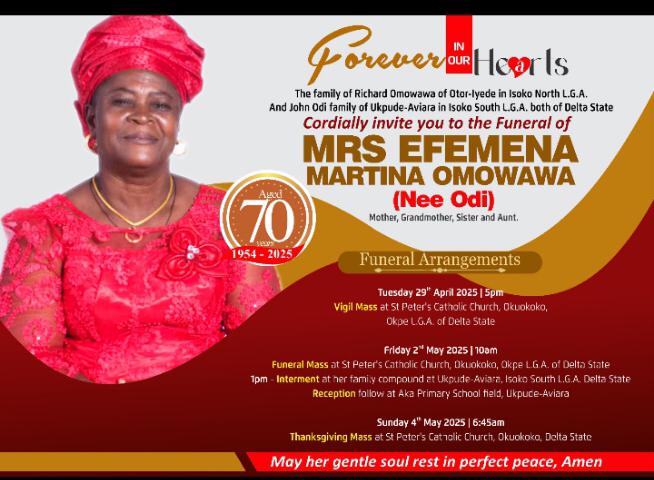 Forever IN OUR Hearts
The family of Richard Omowawa of Otor-Iyede in Isoko North L.G.A.
And John Odi family of Ukpude-Aviara in Isoko South L.G.A. both of Delta State
Cordially invite you to the Funeral of
MRS EFEMENA
MARTINA OMOWAWA
(Nee Odi)
Mother, Grandmother, Sister and Aunt.
Aged
70
years
1954 - 2025
Funeral Arrangements
Tuesday 29th April 2025 | 5pm
Vigil Mass at St Peter's Catholic Church, Okuokoko,
Okpe L.G.A. of Delta State
Friday 2nd May 2025 | 10am
Funeral Mass at St Peter's Catholic Church, Okuokoko, Okpe L.G.A. of Delta State
1pm - Interment at her family compound at Ukpude-Aviara, Isoko South L.G.A. Delta State
Reception follow at Aka Primary School field, Ukpude-Aviara
Sunday 4th May 2025 | 6:45am
Thanksgiving Mass at St Peter's Catholic Church, Okuokoko, Delta State
May her gentle soul rest in perfect peace, Amen